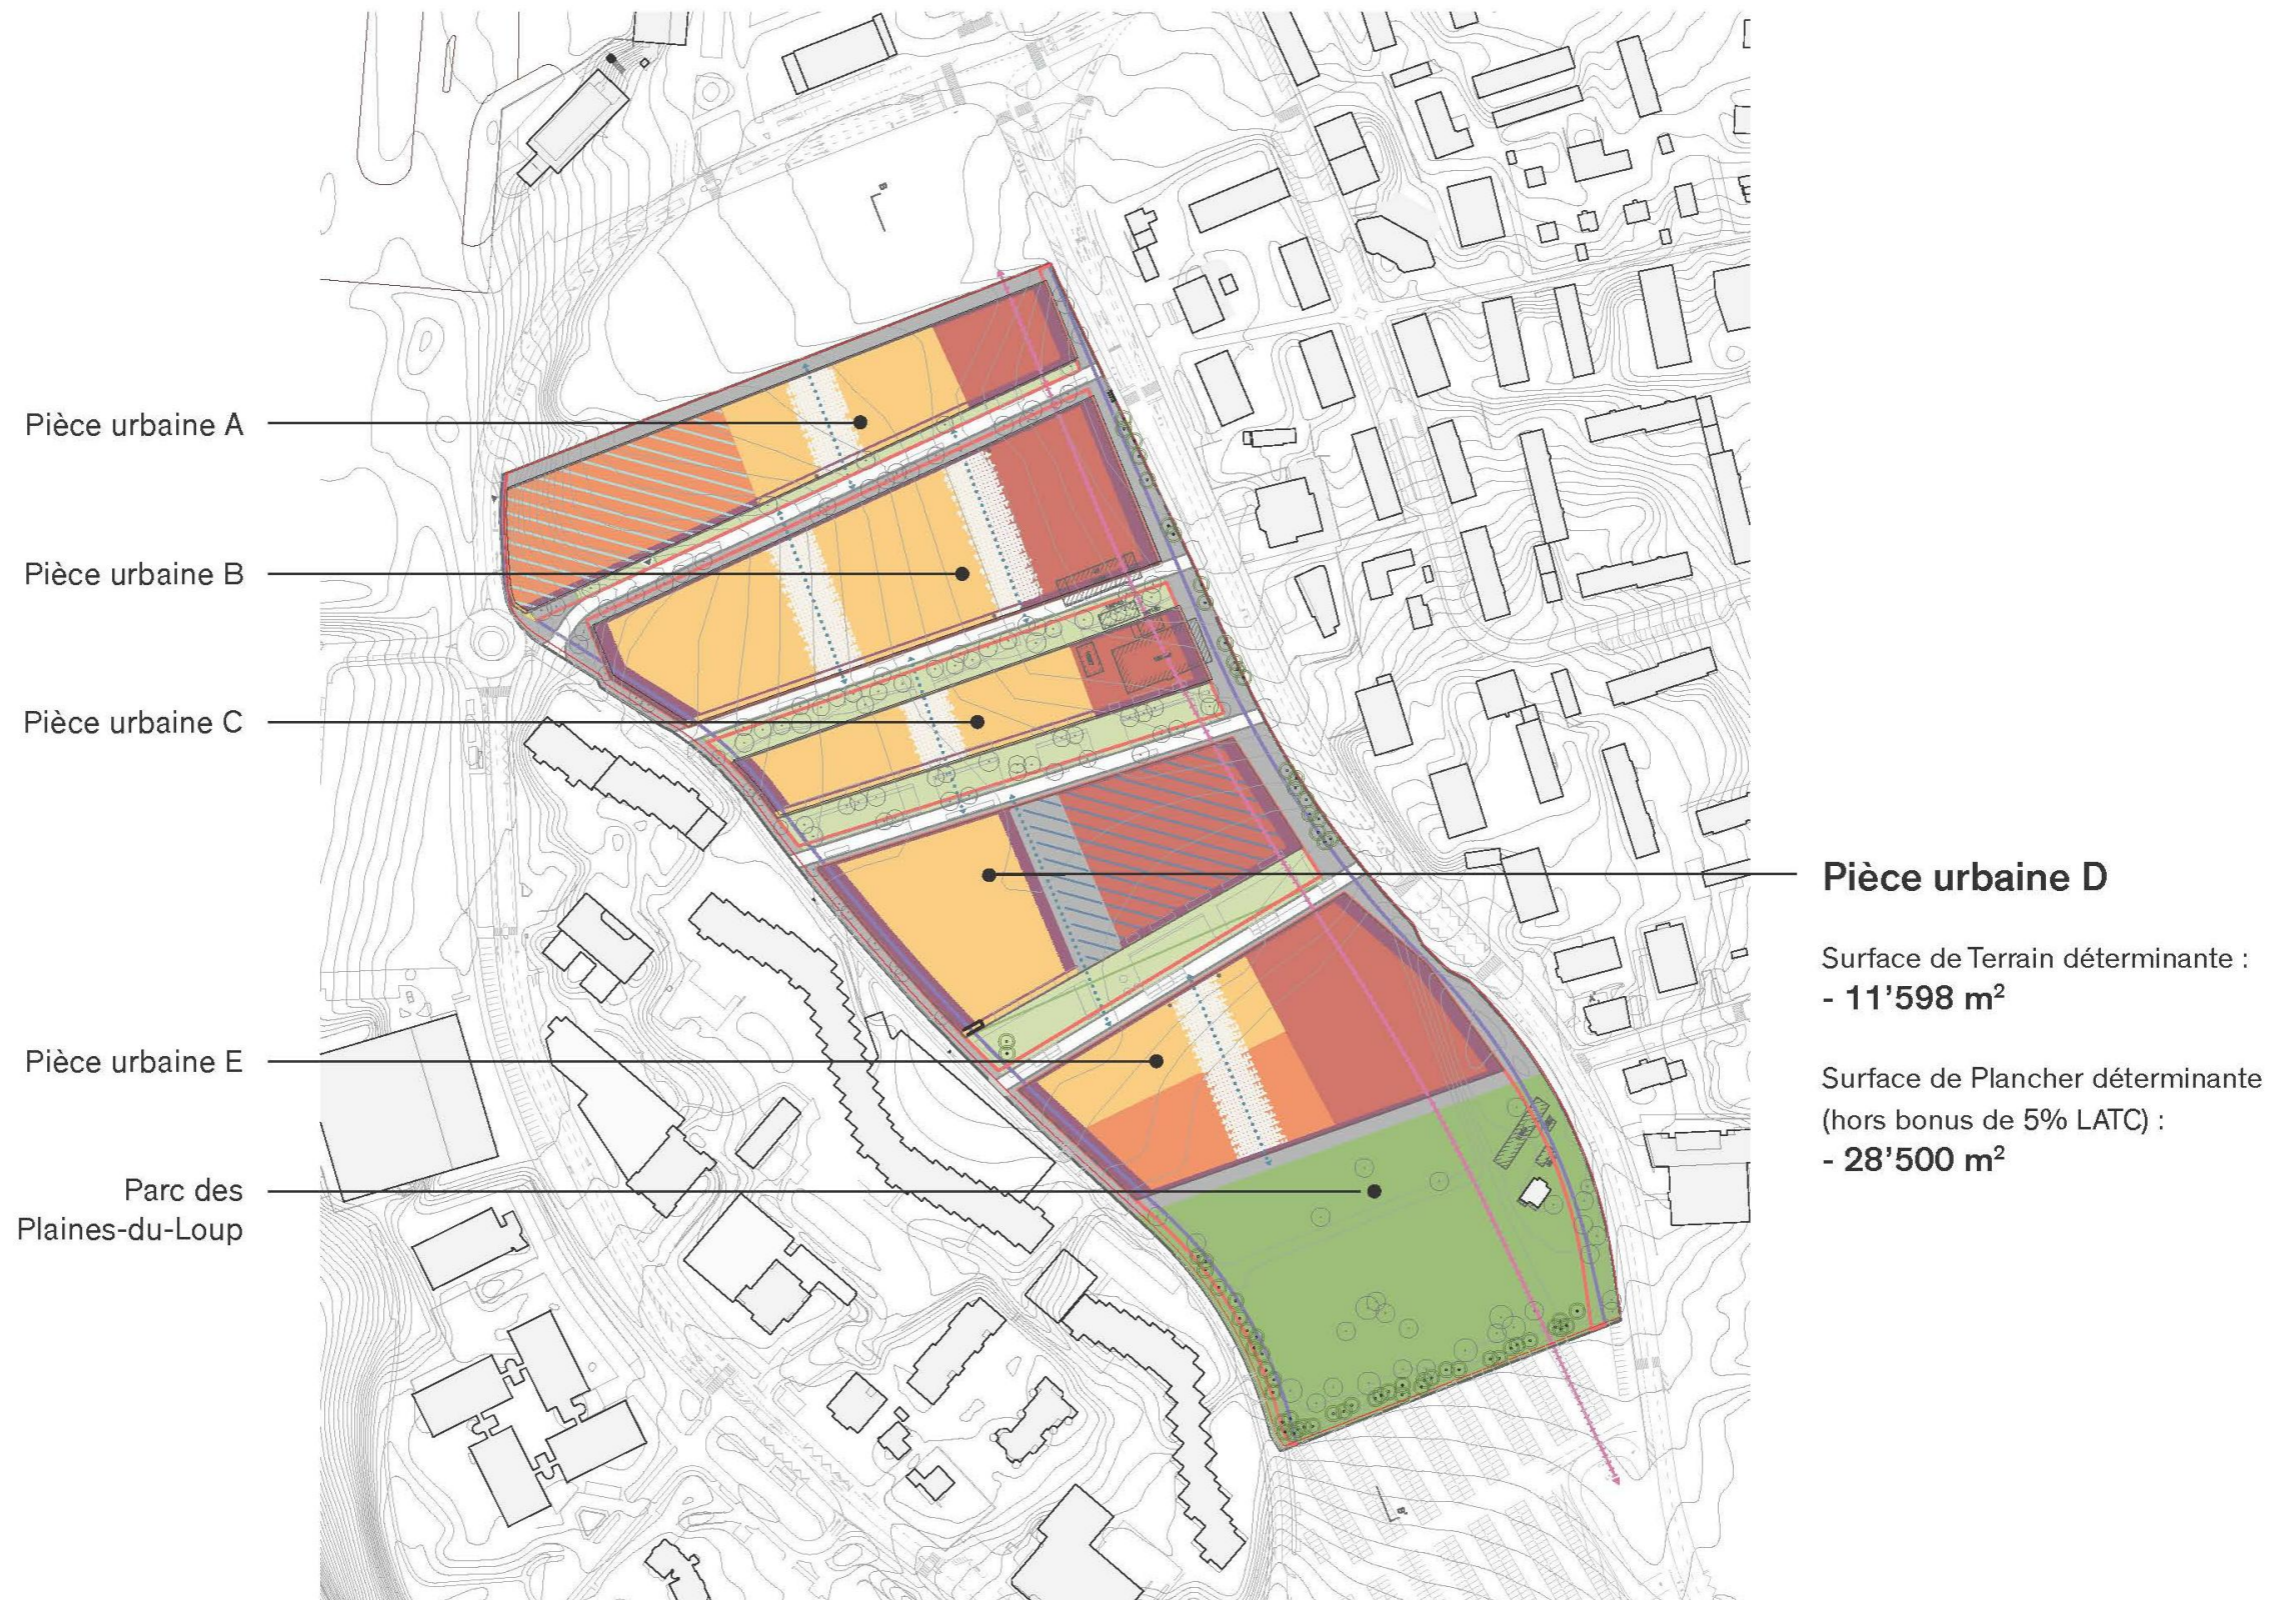 Pièce urbaine A
Pièce urbaine B
Pièce urbaine C
Pièce urbaine D
Surface de Terrain déterminante :
- 11’598 m²
Surface de Plancher déterminante
(hors bonus de 5% LATC) :
- 28’500 m²
Pièce urbaine E
Parc des
Plaines-du-Loup